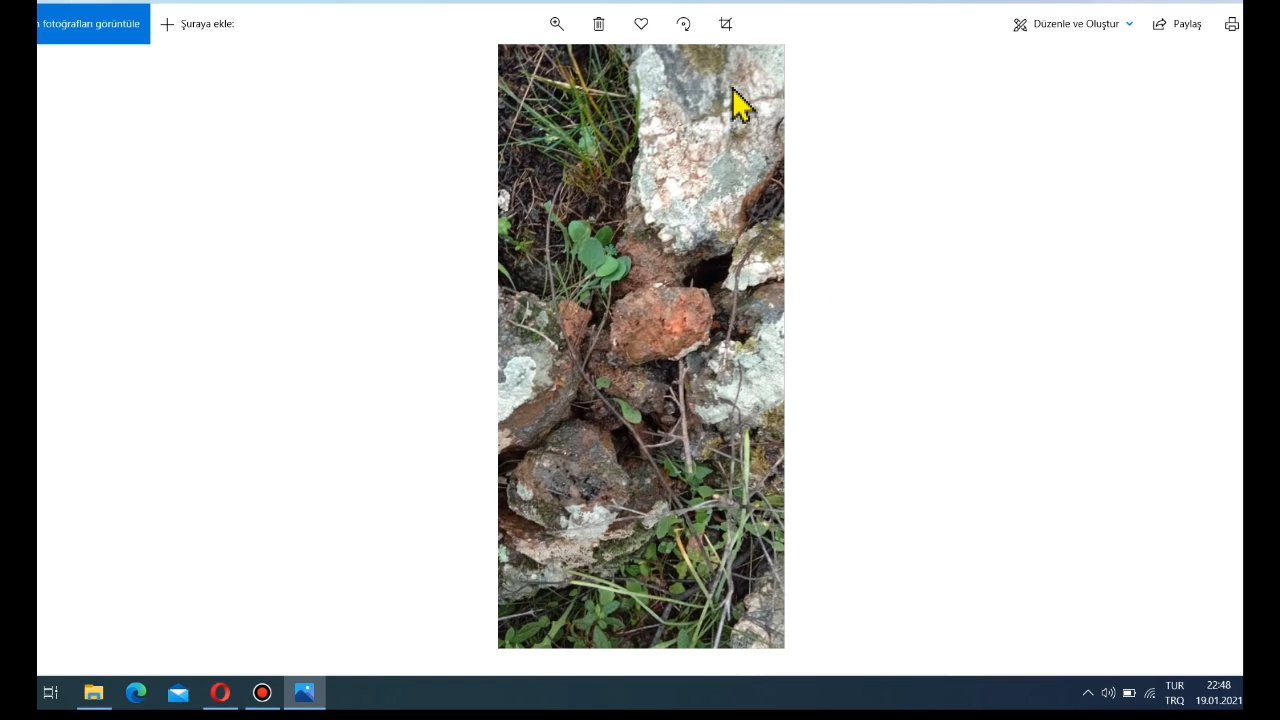 fotoğrafları görüntüle
Şuraya ekle:
Düzenle ve Oluştur
Paylaş
TUR
TRQ
22:48
19.01.2021